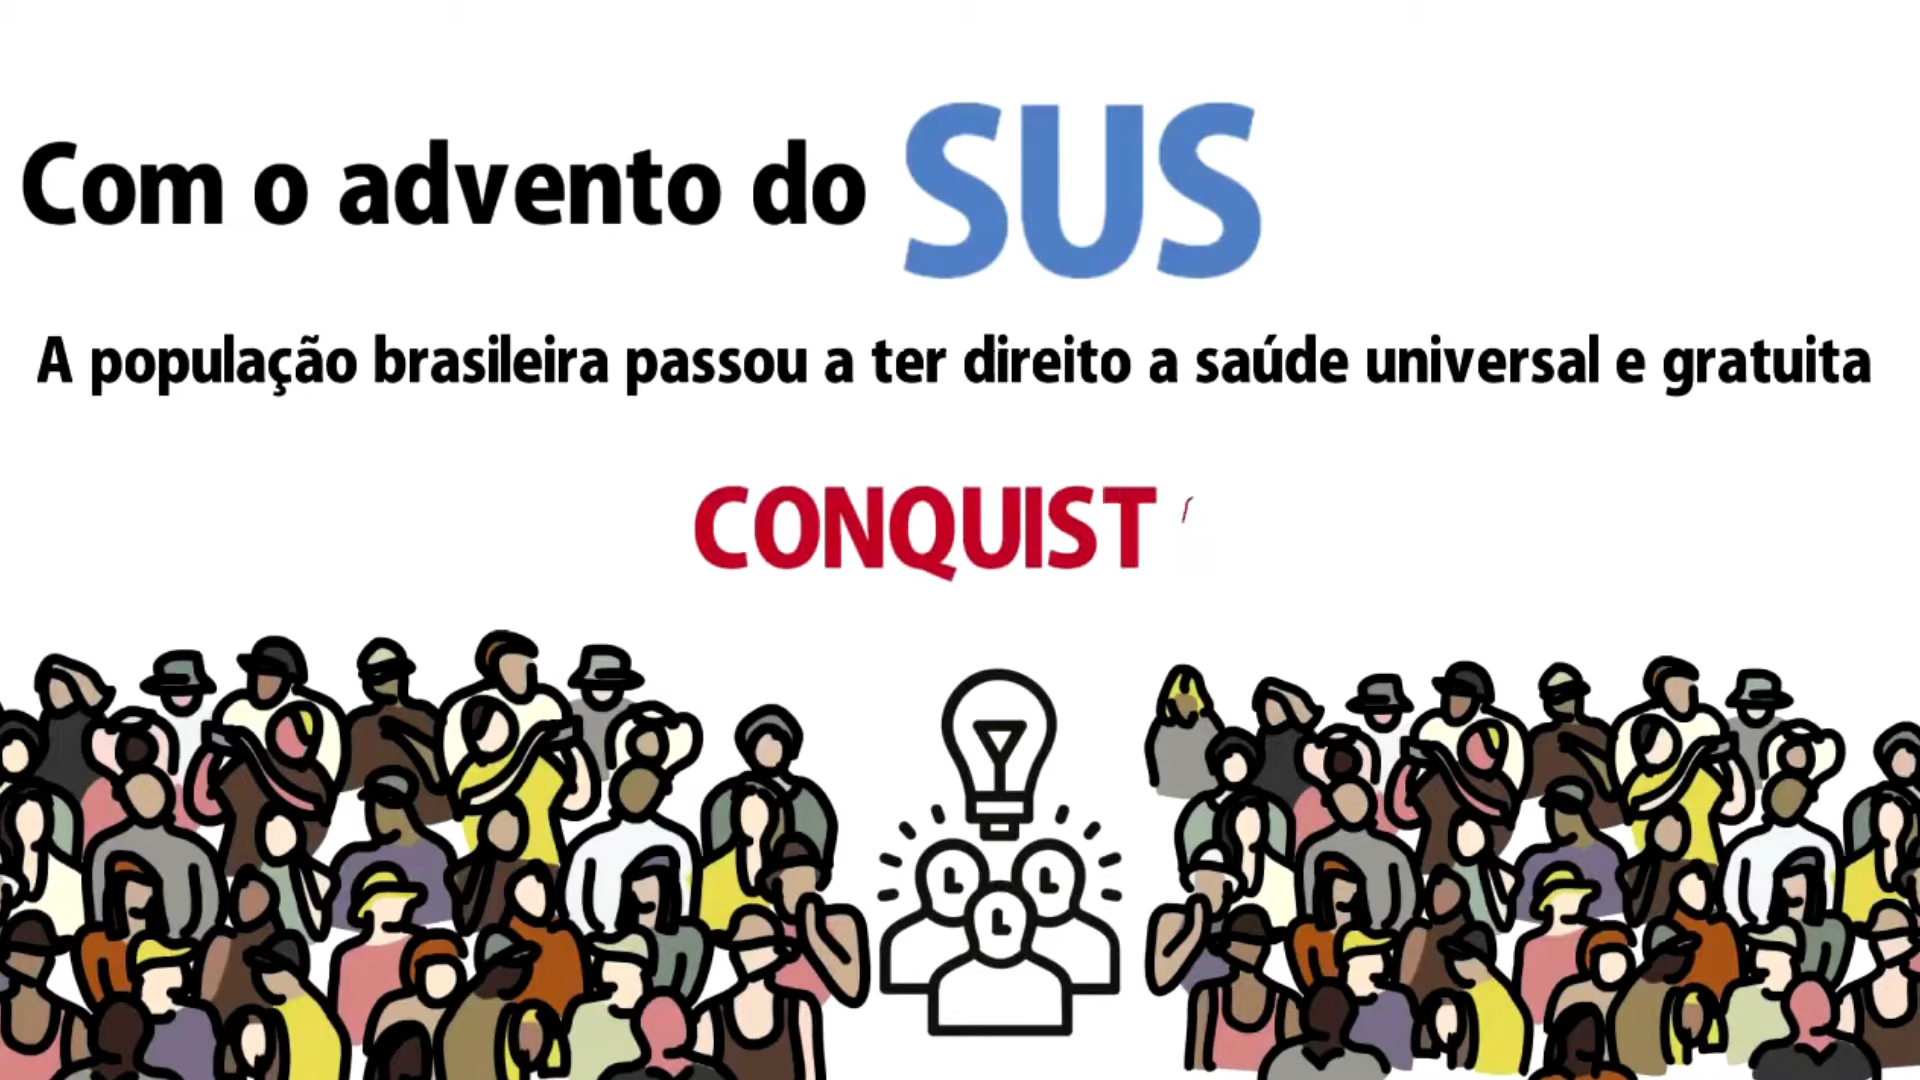 Com o advento do SUS
A população brasileira passou a ter direito a saúde universal e gratuita
CONQUIST